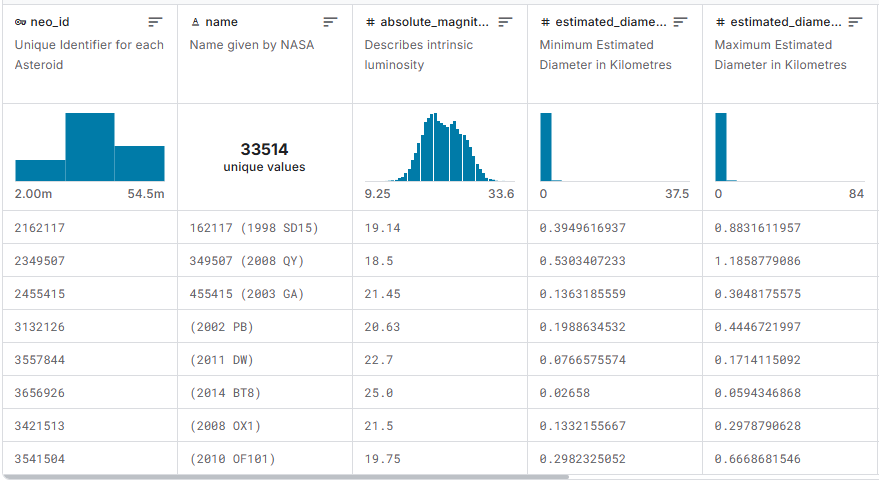 neo_id
name
absolute_magnit...
estimated_diame...
estimated_diame...
Unique Identifier for each
Asteroid
Name given by NASA
Describes intrinsic
luminosity
Minimum Estimated
Diameter in Kilometres
Maximum Estimated
Diameter in Kilometres
33514
unique values
2.00m 54.5m
9.25 33.6
0 37.5
0 84
2162117 162117 (1998 SD15) 19.14 0.3949616937 0.8831611957
2349507 349507 (2008 QY) 18.5 0.5303407233 1.1858779086
2455415 455415 (2003 GA) 21.45 0.1363185559 0.3048175575
3132126 (2002 PB) 20.63 0.1988634532 0.4446721997
3557844 (2011 DW) 22.7 0.0766575574 0.1714115092
3656926 (2014 BT8) 25.0 0.02658 0.0594346868
3421513 (2008 OX1) 21.5 0.1332155667 0.2978790628
3541504 (2010 OF101) 19.75 0.2982325052 0.6668681546